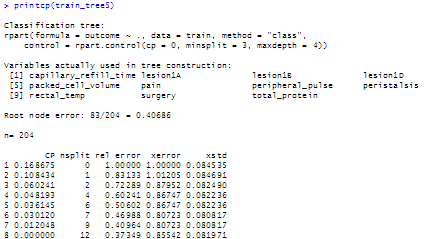 > printcp(train_tree5)
Classification tree:
rpart(formula = outcome ~ ., data = train, method = "class",
    control = rpart.control(cp = 0, minsplit = 3, maxdepth = 4))
Variables actually used in tree construction:
 [1] capillary_refill_time lesion1A              lesion1B              lesion1D
 [5] packed_cell_volume    pain                  peripheral_pulse      peristalsis
 [9] rectal_temp           surgery               total_protein
Root node error: 83/204 = 0.40686
n= 204
        CP nsplit rel error  xerror     xstd
1 0.168675      0   1.00000 1.00000 0.084535
2 0.108434      1   0.83133 1.01205 0.084691
3 0.060241      2   0.72289 0.87952 0.082490
4 0.048193      4   0.60241 0.86747 0.082236
5 0.036145      6   0.50602 0.86747 0.082236
6 0.030120      7   0.46988 0.80723 0.080817
7 0.012048      9   0.40964 0.80723 0.080817
8 0.000000     12   0.37349 0.85542 0.081971